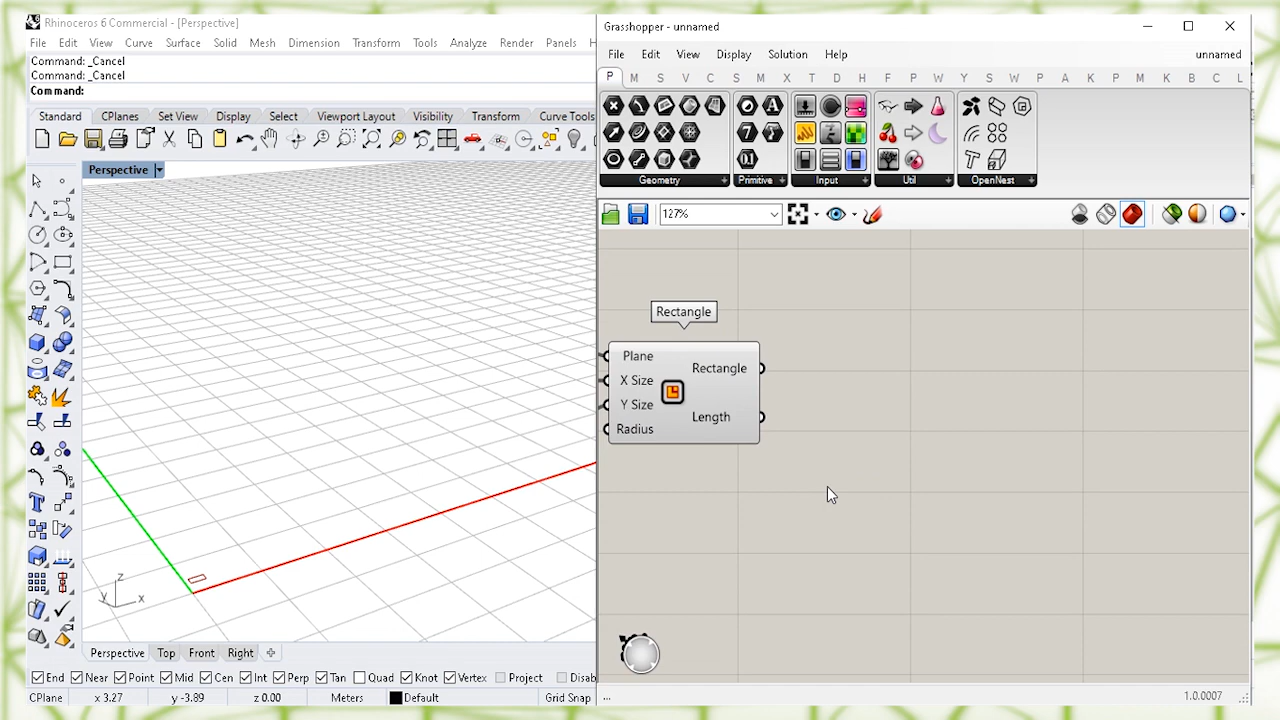 Rhinoceros 6 Commercial - [Perspective]
File Edit View Curve Surface Solid Mesh Dimension Transform Tools Analyze Render Panels H
Command: _Cancel
Command: _Cancel
Command:
Standard CPlanes Set View Display Select Viewport Layout Visibility Transform Curve Tools
Perspective
z
y x
Perspective Top Front Right
End Near Point Mid Cen Int Perp Tan Quad Knot Vertex Project Disab
CPlane x 3.27 y -3.89 z 0.00 Meters Default Grid Snap
Grasshopper - unnamed
File Edit View Display Solution Help unnamed
P M S V C S M X T D H F P W Y S W P A K P M K B C L
Geometry Primitive Input Util OpenNest
127%
Rectangle
Plane
X Size
Y Size
Radius
Rectangle
Length
... 1.0.0007